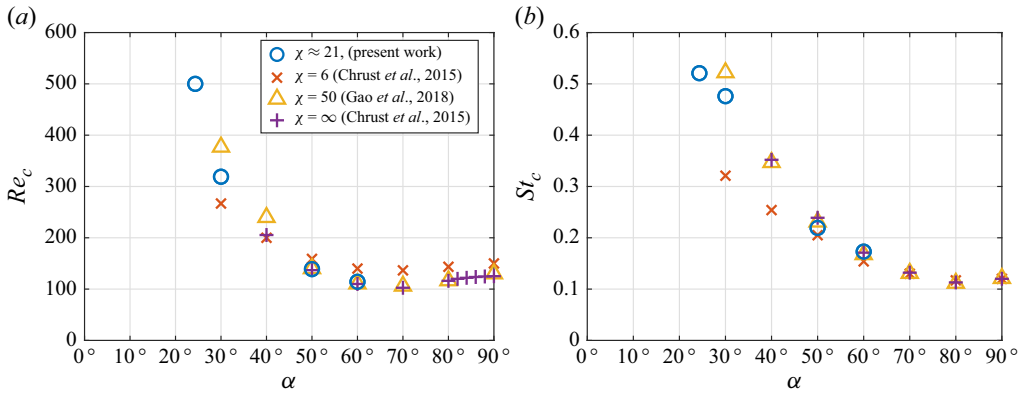 (a)
600
500
400
300
200
100
0
Re_c
0° 10° 20° 30° 40° 50° 60° 70° 80° 90°
α
χ ≈ 21, (present work)
χ = 6 (Chrust et al., 2015)
χ = 50 (Gao et al., 2018)
χ = ∞ (Chrust et al., 2015)
(b)
0.6
0.5
0.4
0.3
0.2
0.1
0
St_c
0° 10° 20° 30° 40° 50° 60° 70° 80° 90°
α